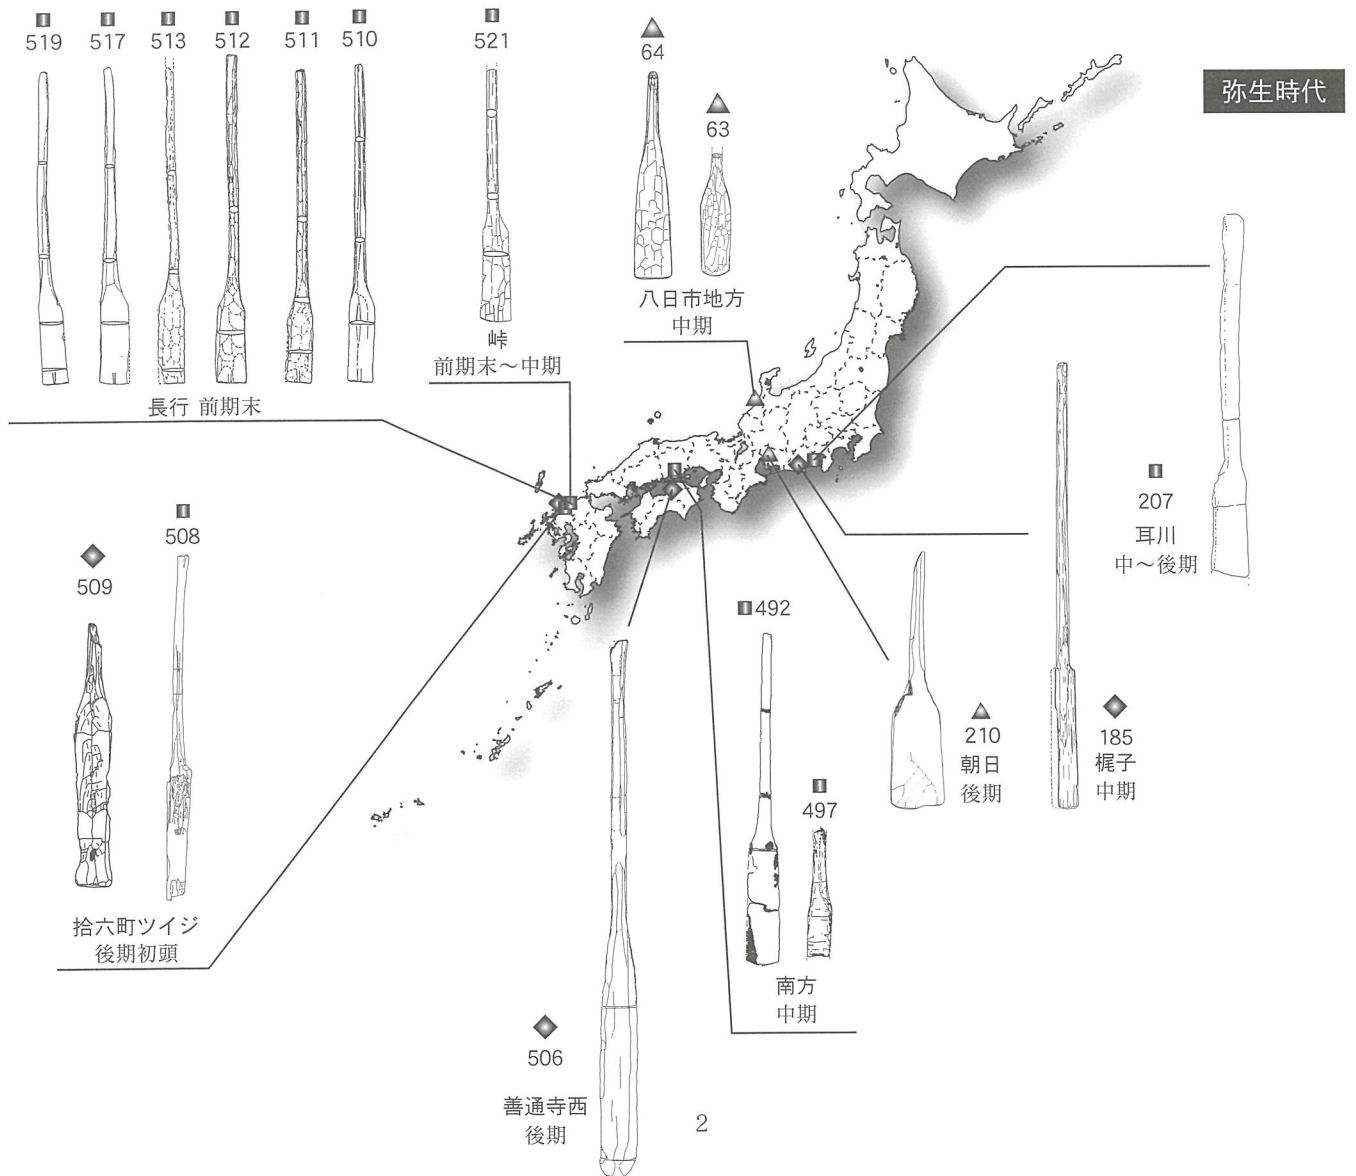 519 517 513 512 511 510
521
64
63
弥生時代
八日市地方
中期
峠
前期末～中期
長行 前期末
207
耳川
中～後期
508
509
拾六町ツイジ
後期初頭
492
497
南方
中期
210
朝日
後期
185
梶子
中期
506
善通寺西
後期
2